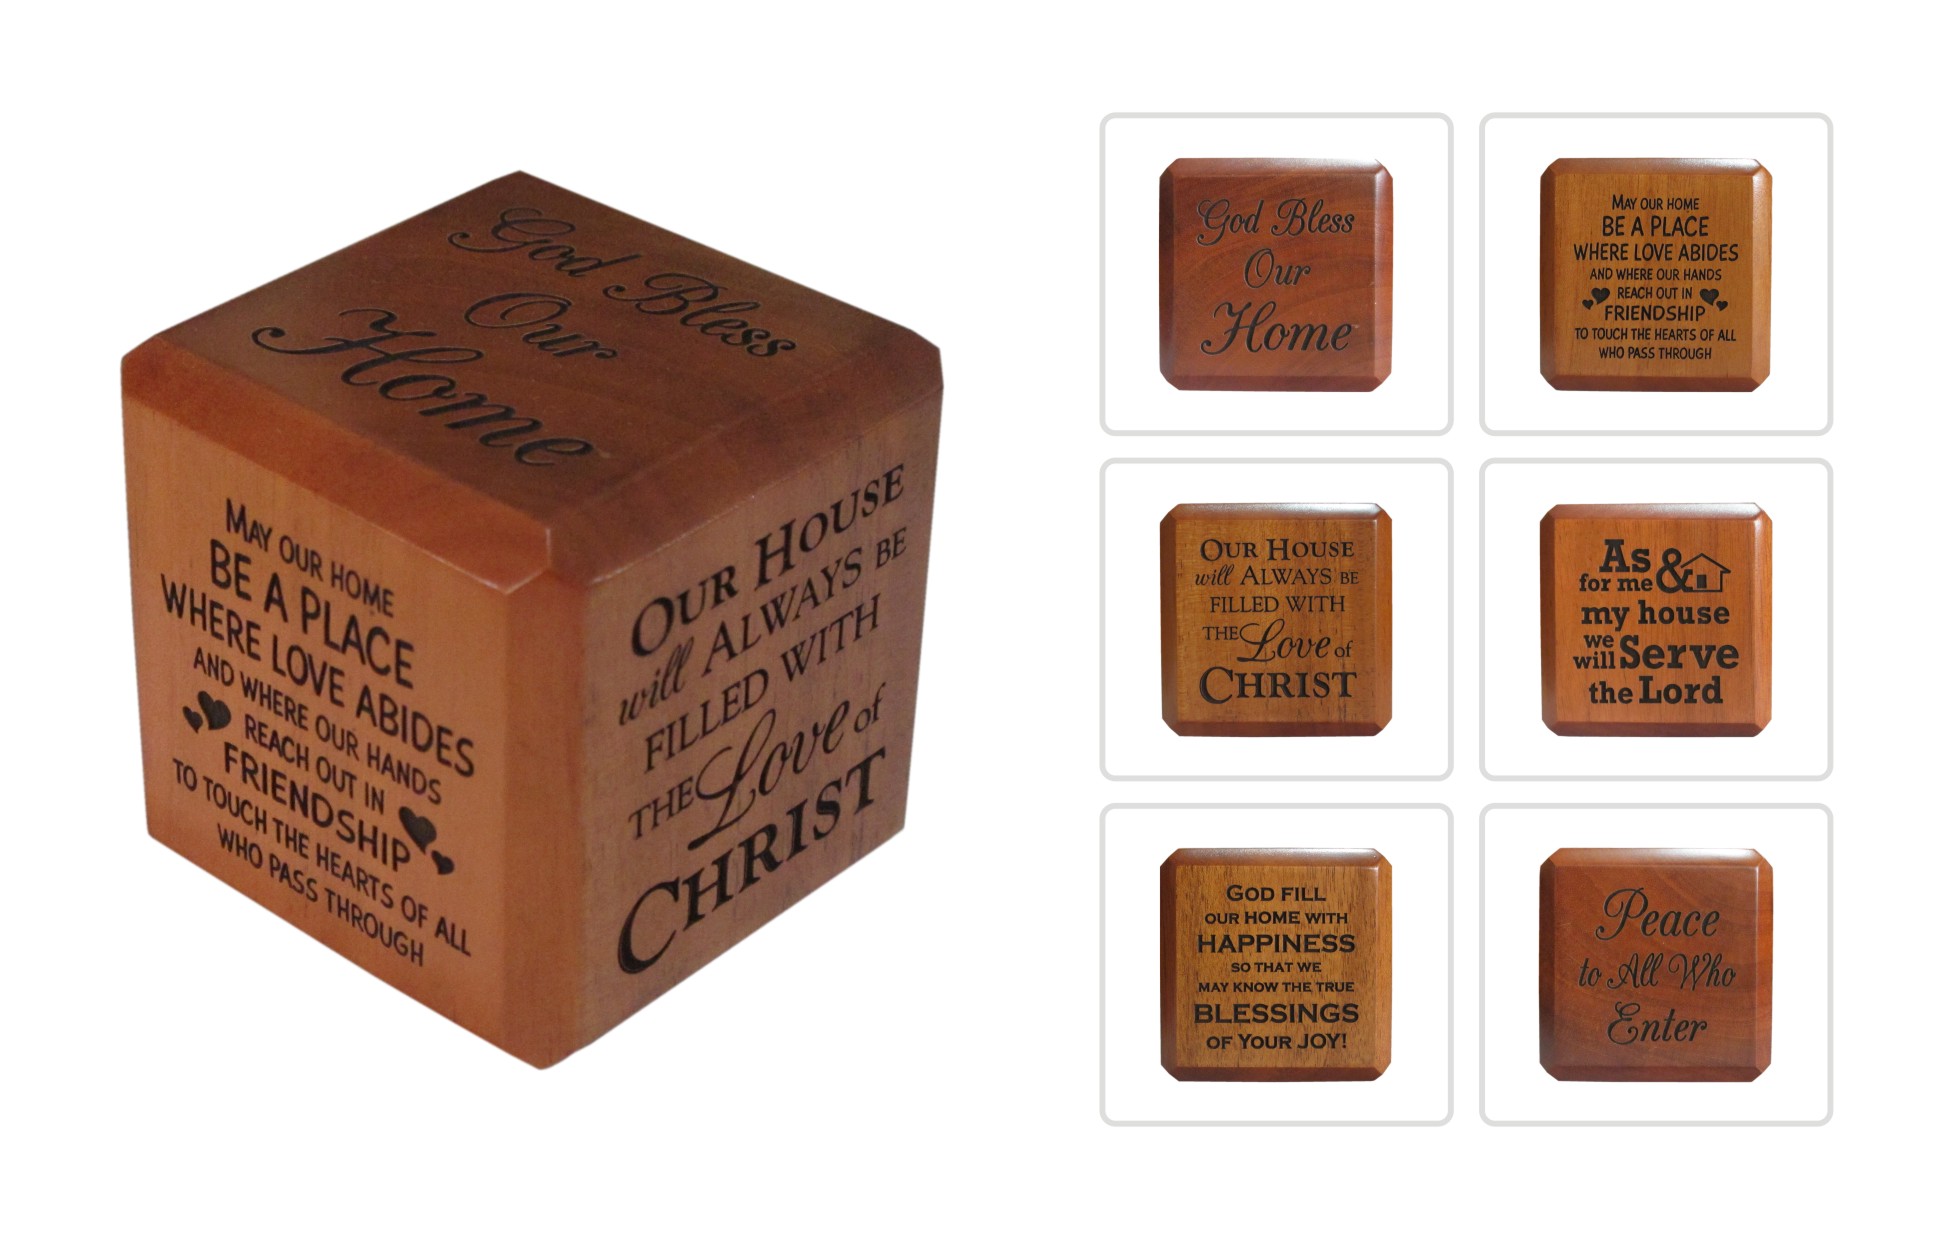 God Bless
Our
Home
MAY OUR HOME
BE A PLACE
WHERE LOVE ABIDES
AND WHERE OUR HANDS
REACH OUT IN
FRIENDSHIP
TO TOUCH THE HEARTS OF ALL
WHO PASS THROUGH
OUR HOUSE
will ALWAYS BE
FILLED WITH
THE Love of
CHRIST
God Bless
Our
Home
MAY OUR HOME
BE A PLACE
WHERE LOVE ABIDES
AND WHERE OUR HANDS
REACH OUT IN
FRIENDSHIP
TO TOUCH THE HEARTS OF ALL
WHO PASS THROUGH
OUR HOUSE
will ALWAYS BE
FILLED WITH
THE Love of
CHRIST
As
for me &
my house
we
will Serve
the Lord
GOD FILL
OUR HOME WITH
HAPPINESS
SO THAT WE
MAY KNOW THE TRUE
BLESSINGS
OF YOUR JOY!
Peace
to All Who
Enter